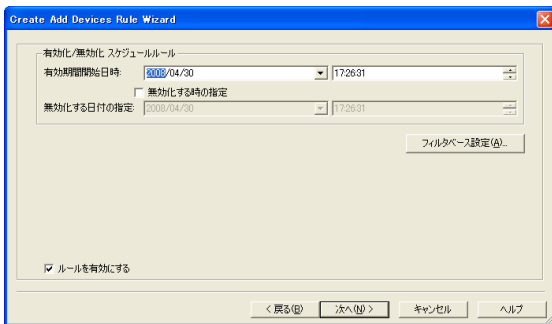 Create Add Devices Rule Wizard
有効化/無効化 スケジュールルール
有効期間開始日時: 2008/04/30 17:26:31
無効化する時の指定
無効化する日付の指定: 2008/04/30 17:26:31
フィルタベース設定(A)...
ルールを有効にする
< 戻る(B) 次へ(N) > キャンセル ヘルプ